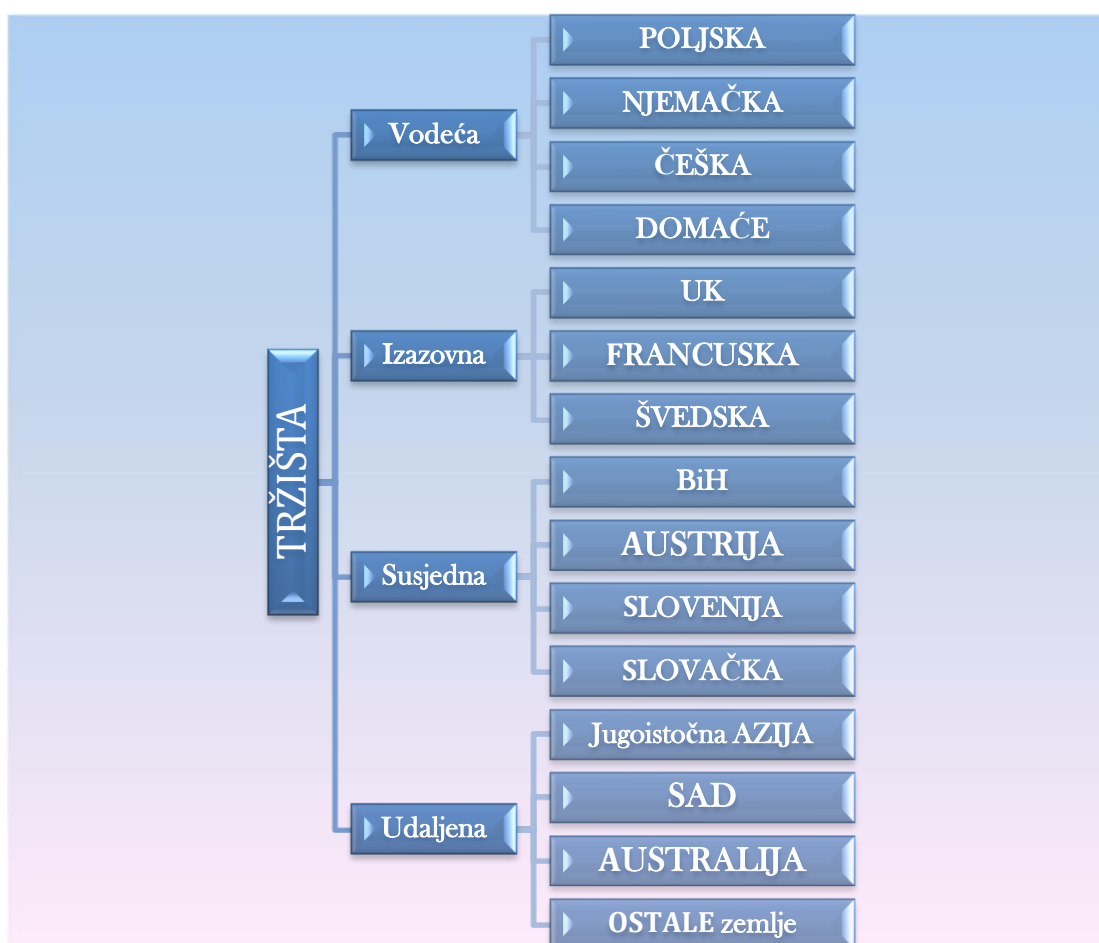 TRŽIŠTA
Vodeća
POLJSKA
NJEMAČKA
ČEŠKA
DOMAĆE
Izazovna
UK
FRANCUSKA
ŠVEDSKA
Susjedna
BiH
AUSTRIJA
SLOVENIJA
SLOVAČKA
Udaljena
Jugoistočna AZIJA
SAD
AUSTRALIJA
OSTALE zemlje